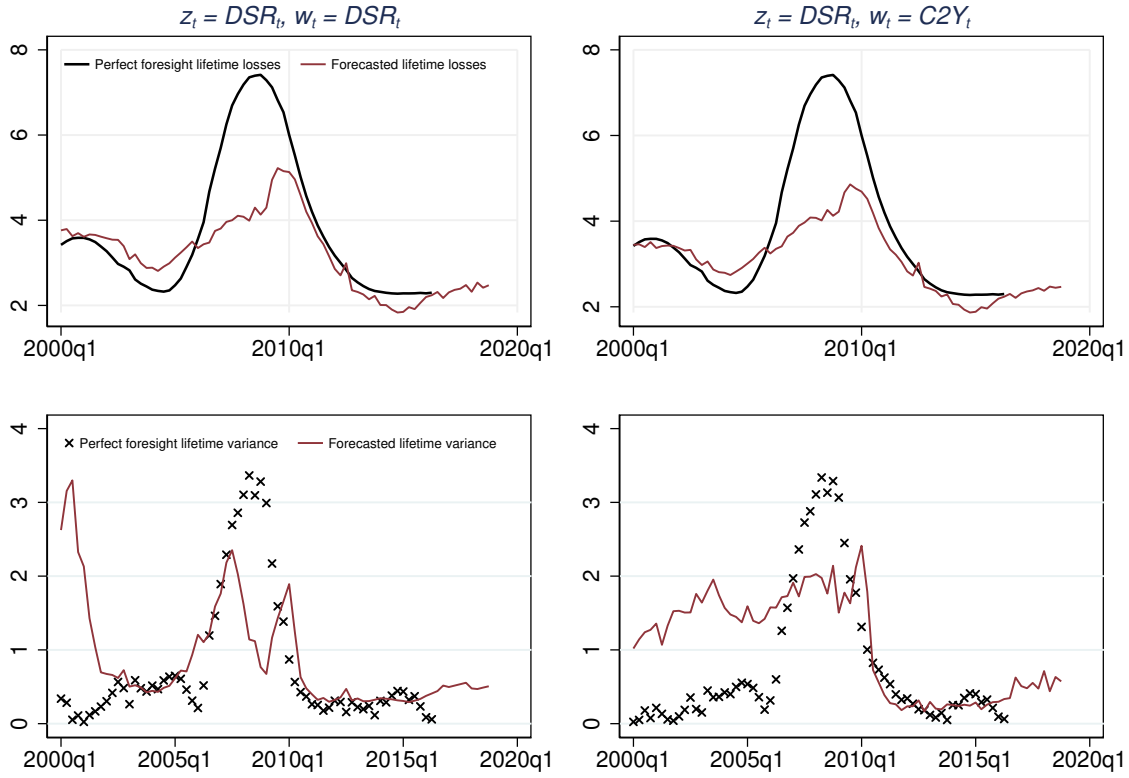 z_t = DSR_t, w_t = DSR_t
z_t = DSR_t, w_t = C2Y_t
8
6
4
2
Perfect foresight lifetime losses
Forecasted lifetime losses
2000q1
2010q1
2020q1
8
6
4
2
2000q1
2010q1
2020q1
4
3
2
1
0
Perfect foresight lifetime variance
Forecasted lifetime variance
2000q1
2005q1
2010q1
2015q1
2020q1
4
3
2
1
0
2000q1
2005q1
2010q1
2015q1
2020q1